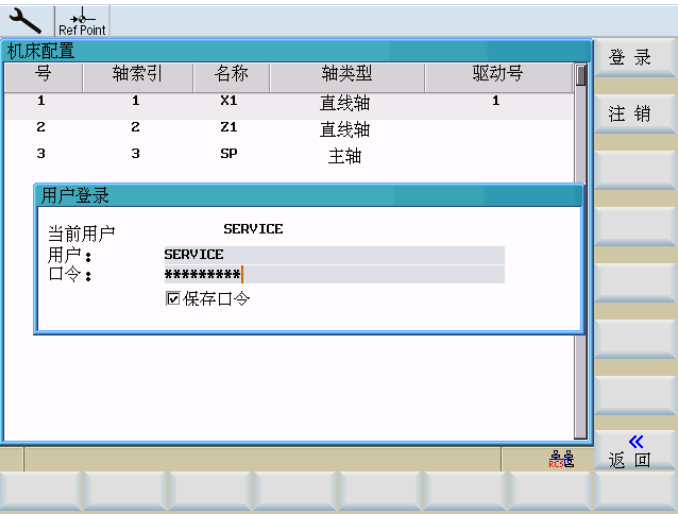 Ref Point
机床配置
号 轴索引 名称 轴类型 驱动号
1 1 X1 直线轴 1
2 2 Z1 直线轴
3 3 SP 主轴
用户登录
当前用户 SERVICE
用户： SERVICE
口令： *********
保存口令
登 录
注 销
«
返 回
RCS